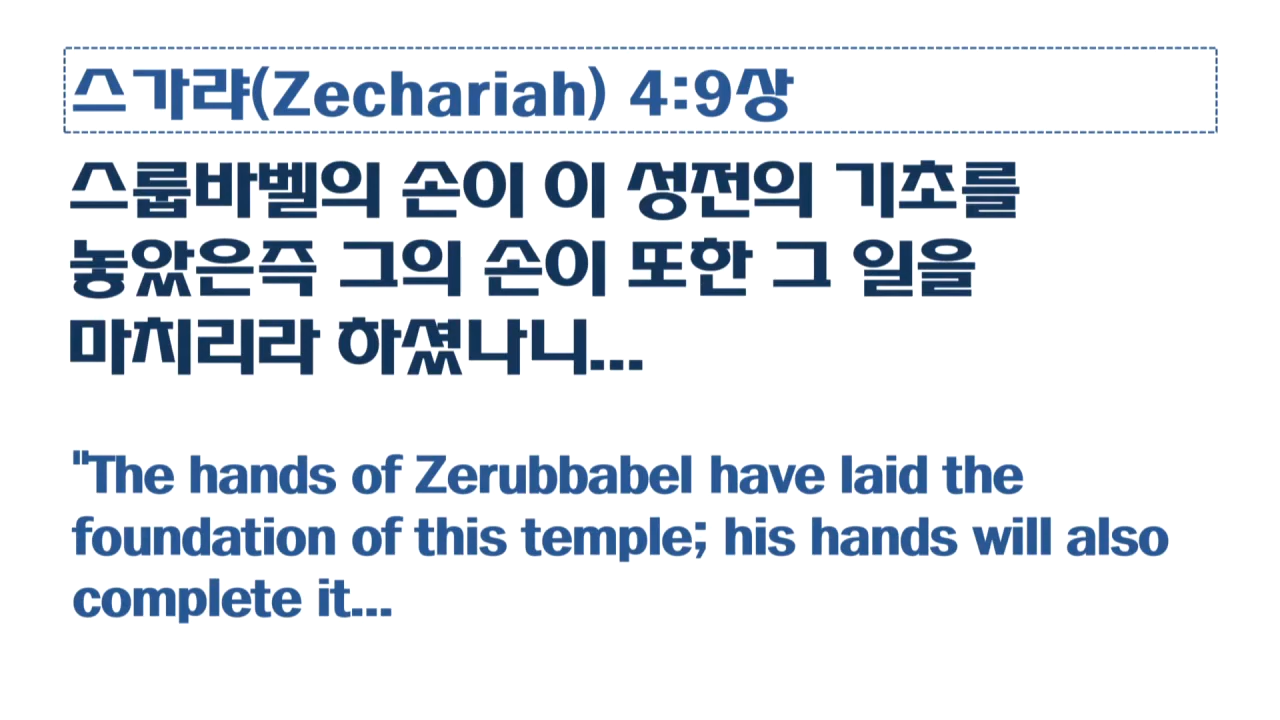 스가랴(Zechariah) 4:9상
스룹바벨의 손이 이 성전의 기초를
놓았은즉 그의 손이 또한 그 일을
마치리라 하셨나니...
"The hands of Zerubbabel have laid the
foundation of this temple; his hands will also
complete it...